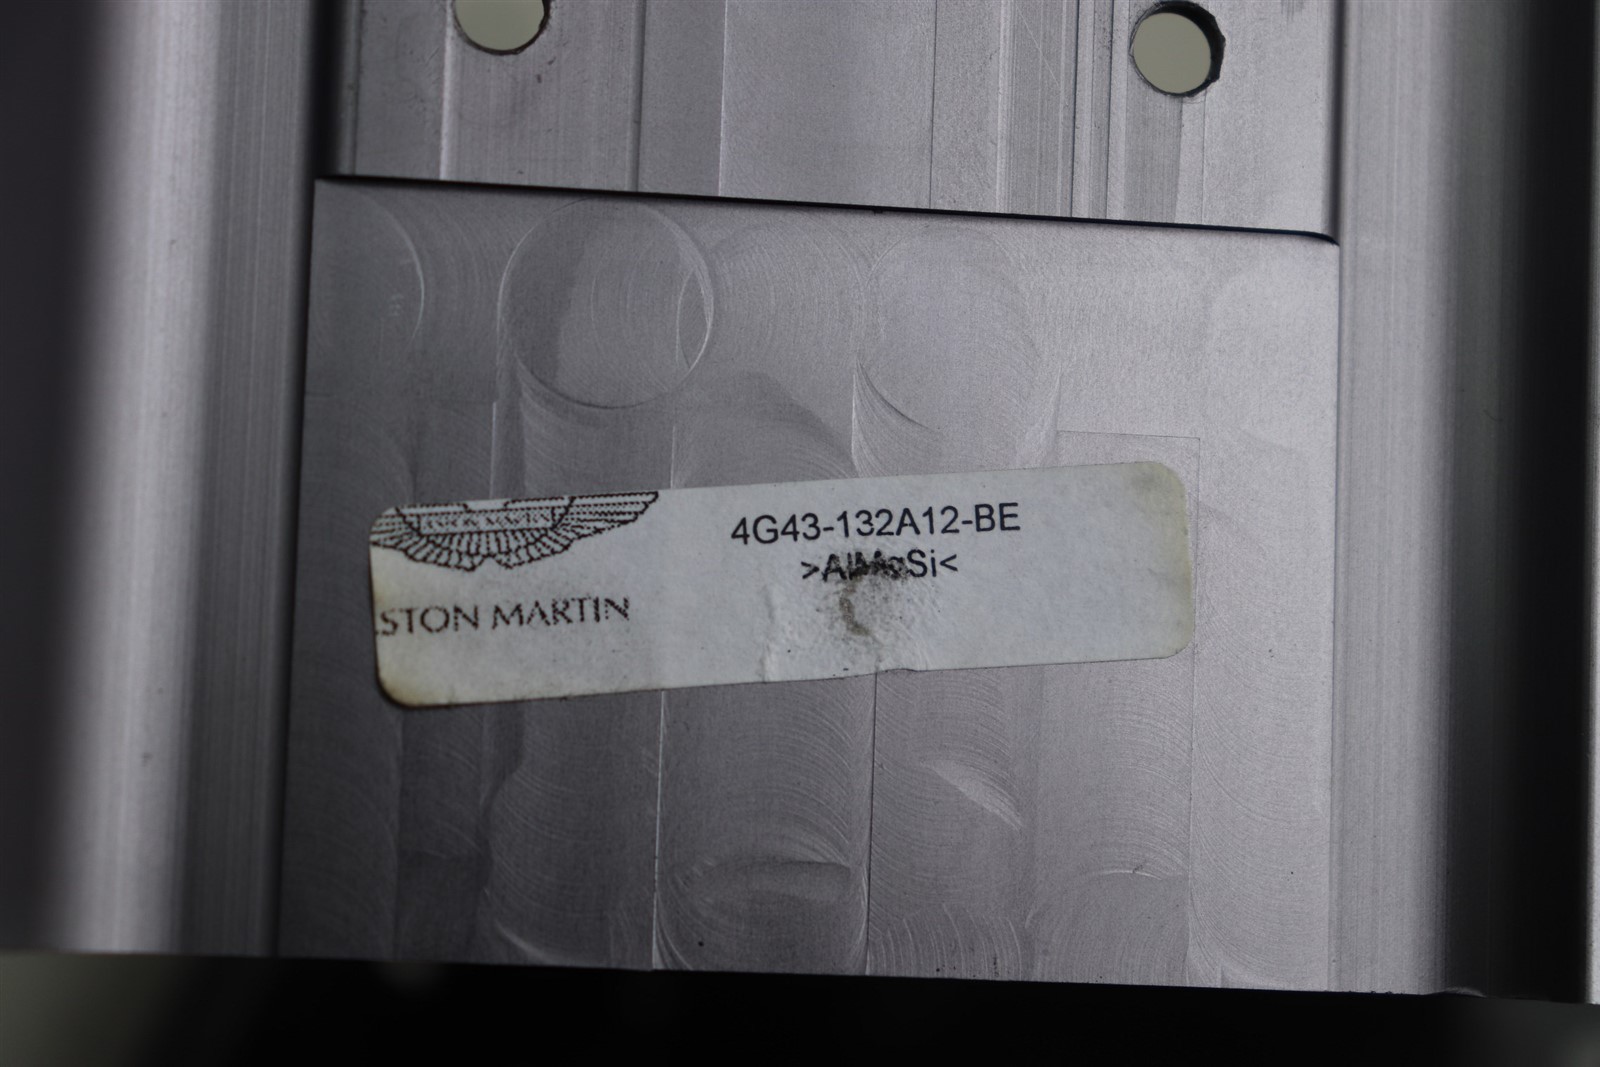 4G43-132A12-BE
>AlMgSi<
STON MARTIN